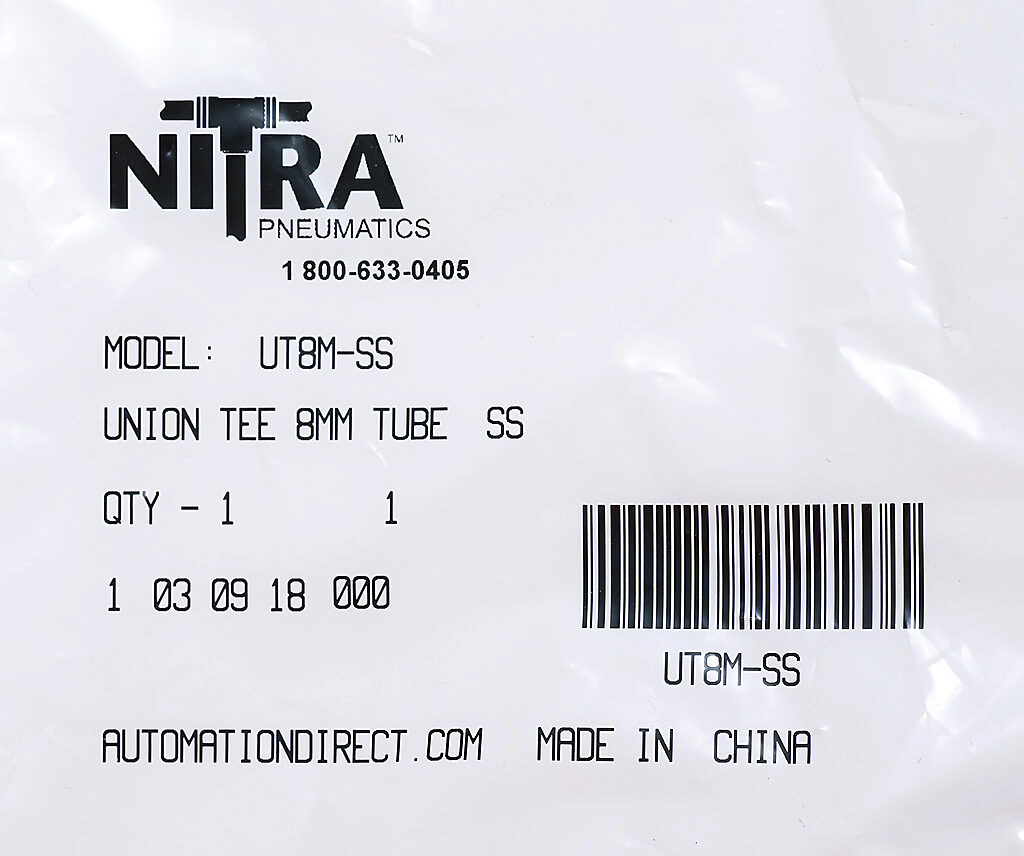 NITRA™
PNEUMATICS
1 800-633-0405
MODEL: UT8M-SS
UNION TEE 8MM TUBE SS
QTY - 1 1
1 03 09 18 000
UT8M-SS
AUTOMATIONDIRECT.COM MADE IN CHINA